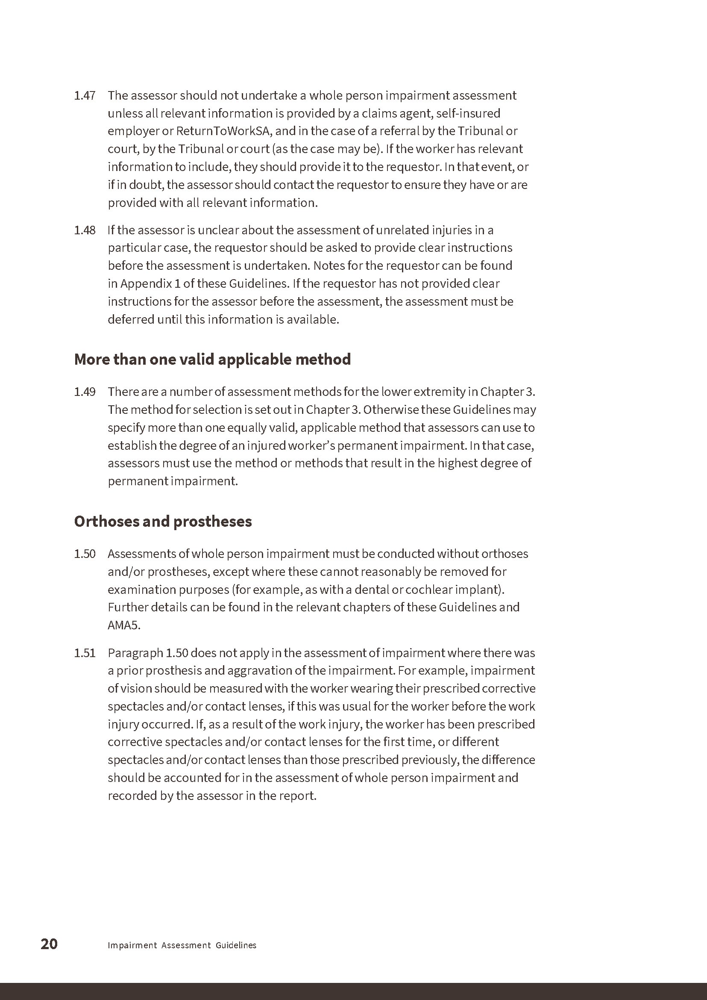 1.47 The assessor should not undertake a whole person impairment assessment
unless all relevant information is provided by a claims agent, self-insured
employer or ReturnToWorkSA, and in the case of a referral by the Tribunal or
court, by the Tribunal or court (as the case may be). If the worker has relevant
information to include, they should provide it to the requestor. In that event, or
if in doubt, the assessor should contact the requestor to ensure they have or are
provided with all relevant information.
1.48 If the assessor is unclear about the assessment of unrelated injuries in a
particular case, the requestor should be asked to provide clear instructions
before the assessment is undertaken. Notes for the requestor can be found
in Appendix 1 of these Guidelines. If the requestor has not provided clear
instructions for the assessor before the assessment, the assessment must be
deferred until this information is available.
More than one valid applicable method
1.49 There are a number of assessment methods for the lower extremity in Chapter 3.
The method for selection is set out in Chapter 3. Otherwise these Guidelines may
specify more than one equally valid, applicable method that assessors can use to
establish the degree of an injured worker’s permanent impairment. In that case,
assessors must use the method or methods that result in the highest degree of
permanent impairment.
Orthoses and prostheses
1.50 Assessments of whole person impairment must be conducted without orthoses
and/or prostheses, except where these cannot reasonably be removed for
examination purposes (for example, as with a dental or cochlear implant).
Further details can be found in the relevant chapters of these Guidelines and
AMA5.
1.51 Paragraph 1.50 does not apply in the assessment of impairment where there was
a prior prosthesis and aggravation of the impairment. For example, impairment
of vision should be measured with the worker wearing their prescribed corrective
spectacles and/or contact lenses, if this was usual for the worker before the work
injury occurred. If, as a result of the work injury, the worker has been prescribed
corrective spectacles and/or contact lenses for the first time, or different
spectacles and/or contact lenses than those prescribed previously, the difference
should be accounted for in the assessment of whole person impairment and
recorded by the assessor in the report.
20 Impairment Assessment Guidelines